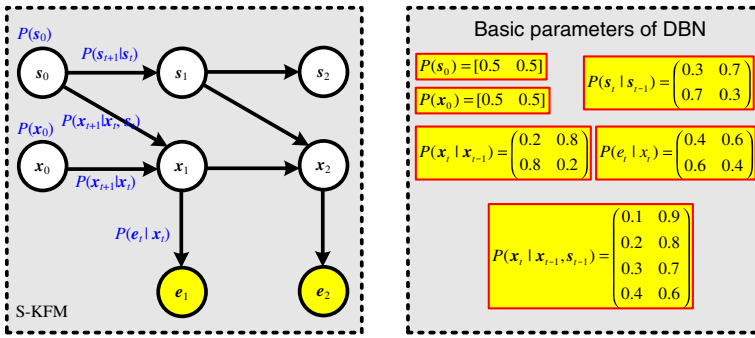 P(s₀)
P(sₜ₊₁|sₜ)
s₀
s₁
s₂
P(x₀)
P(xₜ₊₁|xₜ, sₜ)
x₀
x₁
x₂
P(xₜ₊₁|xₜ)
P(eₜ | xₜ)
e₁
e₂
S-KFM
Basic parameters of DBN
P(s₀) = [0.5 0.5]
P(x₀) = [0.5 0.5]
P(sₜ | sₜ₋₁) = (0.3 0.7
0.7 0.3)
P(xₜ | xₜ₋₁) = (0.2 0.8
0.8 0.2)
P(eₜ | xₜ) = (0.4 0.6
0.6 0.4)
P(xₜ | xₜ₋₁, sₜ₋₁) = (0.1 0.9
0.2 0.8
0.3 0.7
0.4 0.6)